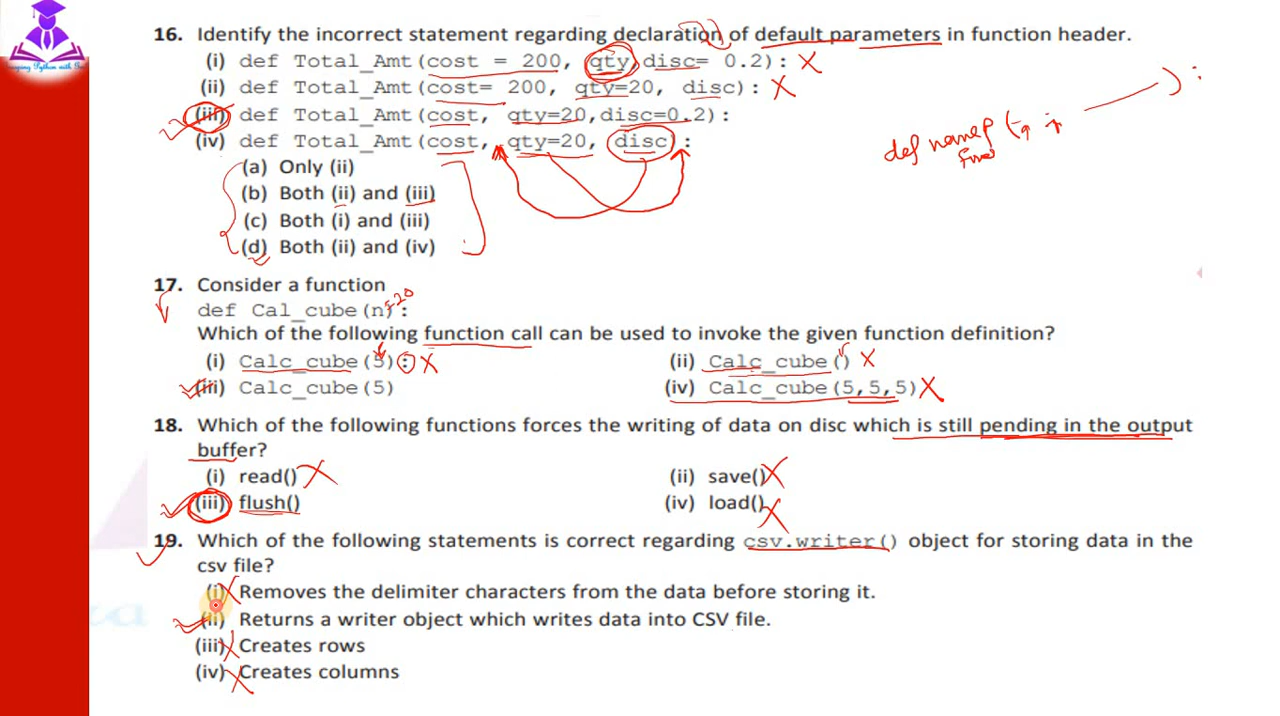 16. Identify the incorrect statement regarding declaration of default parameters in function header.
(i) def Total_Amt(cost = 200, qty,disc= 0.2): X
(ii) def Total_Amt(cost= 200, qty=20, disc): X
(iii) def Total_Amt(cost, qty=20,disc=0.2):
(iv) def Total_Amt(cost, qty=20, disc):
def
(a) Only (ii)
(b) Both (ii) and (iii)
(c) Both (i) and (iii)
(d) Both (ii) and (iv)
17. Consider a function
=20
def Cal_cube(n):
Which of the following function call can be used to invoke the given function definition?
(i) Calc_cube(5): X (ii) Calc_cube() X
(iii) Calc_cube(5) (iv) Calc_cube(5,5,5) X
18. Which of the following functions forces the writing of data on disc which is still pending in the output
buffer?
(i) read() X (ii) save() X
(iii) flush() (iv) load() X
19. Which of the following statements is correct regarding csv.writer() object for storing data in the
csv file?
(i) Removes the delimiter characters from the data before storing it.
(ii) Returns a writer object which writes data into CSV file.
(iii) Creates rows
(iv) Creates columns